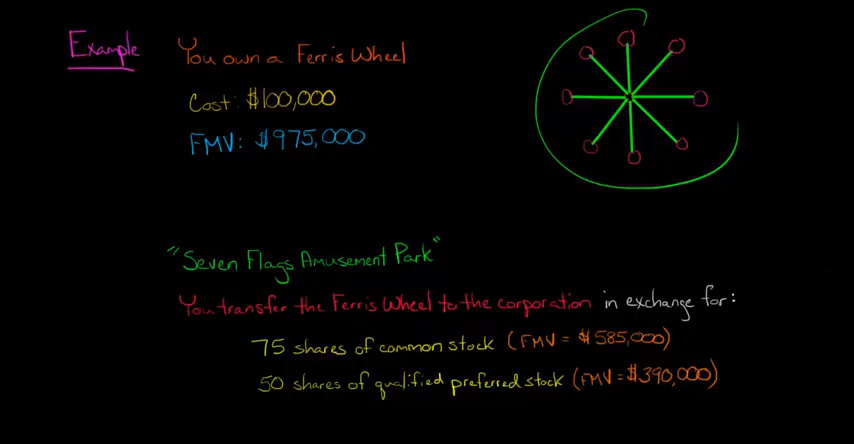 Example
You own a Ferris Wheel
Cost: $100,000
FMV: $975,000
"Seven Flags Amusement Park"
You transfer the Ferris Wheel to the corporation in exchange for:
75 shares of common stock (FMV = $585,000)
50 shares of qualified preferred stock (FMV = $390,000)